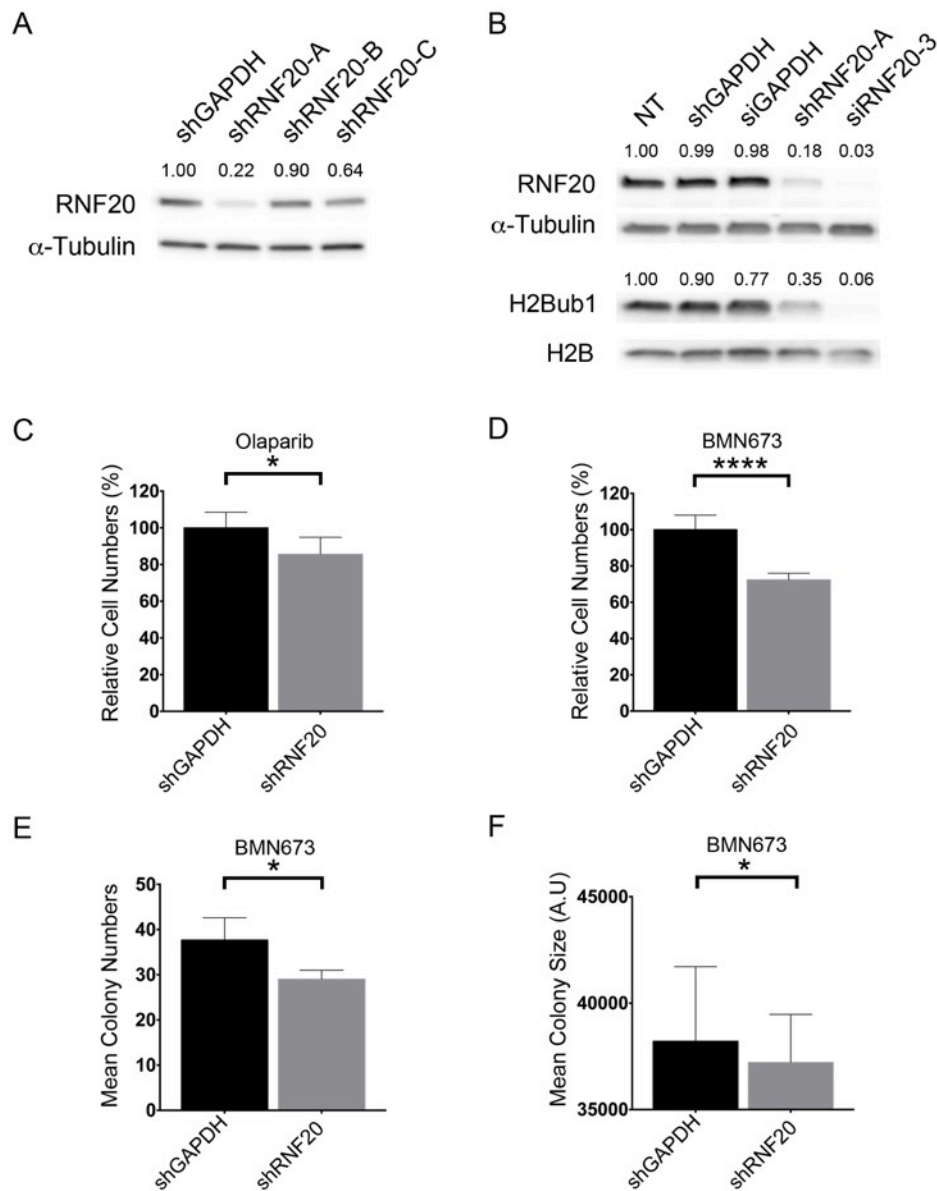 A
shGAPDH
shRNF20-A
shRNF20-B
shRNF20-C
1.00 0.22 0.90 0.64
RNF20
α-Tubulin
B
NT
shGAPDH
siGAPDH
shRNF20-A
siRNF20-3
1.00 0.99 0.98 0.18 0.03
RNF20
α-Tubulin
1.00 0.90 0.77 0.35 0.06
H2Bub1
H2B
C
Olaparib
*
Relative Cell Numbers (%)
120
100
80
60
40
20
0
shGAPDH
shRNF20
D
BMN673
****
Relative Cell Numbers (%)
120
100
80
60
40
20
0
shGAPDH
shRNF20
E
BMN673
*
Mean Colony Numbers
50
40
30
20
10
0
shGAPDH
shRNF20
F
BMN673
*
Mean Colony Size (A.U)
45000
40000
35000
shGAPDH
shRNF20